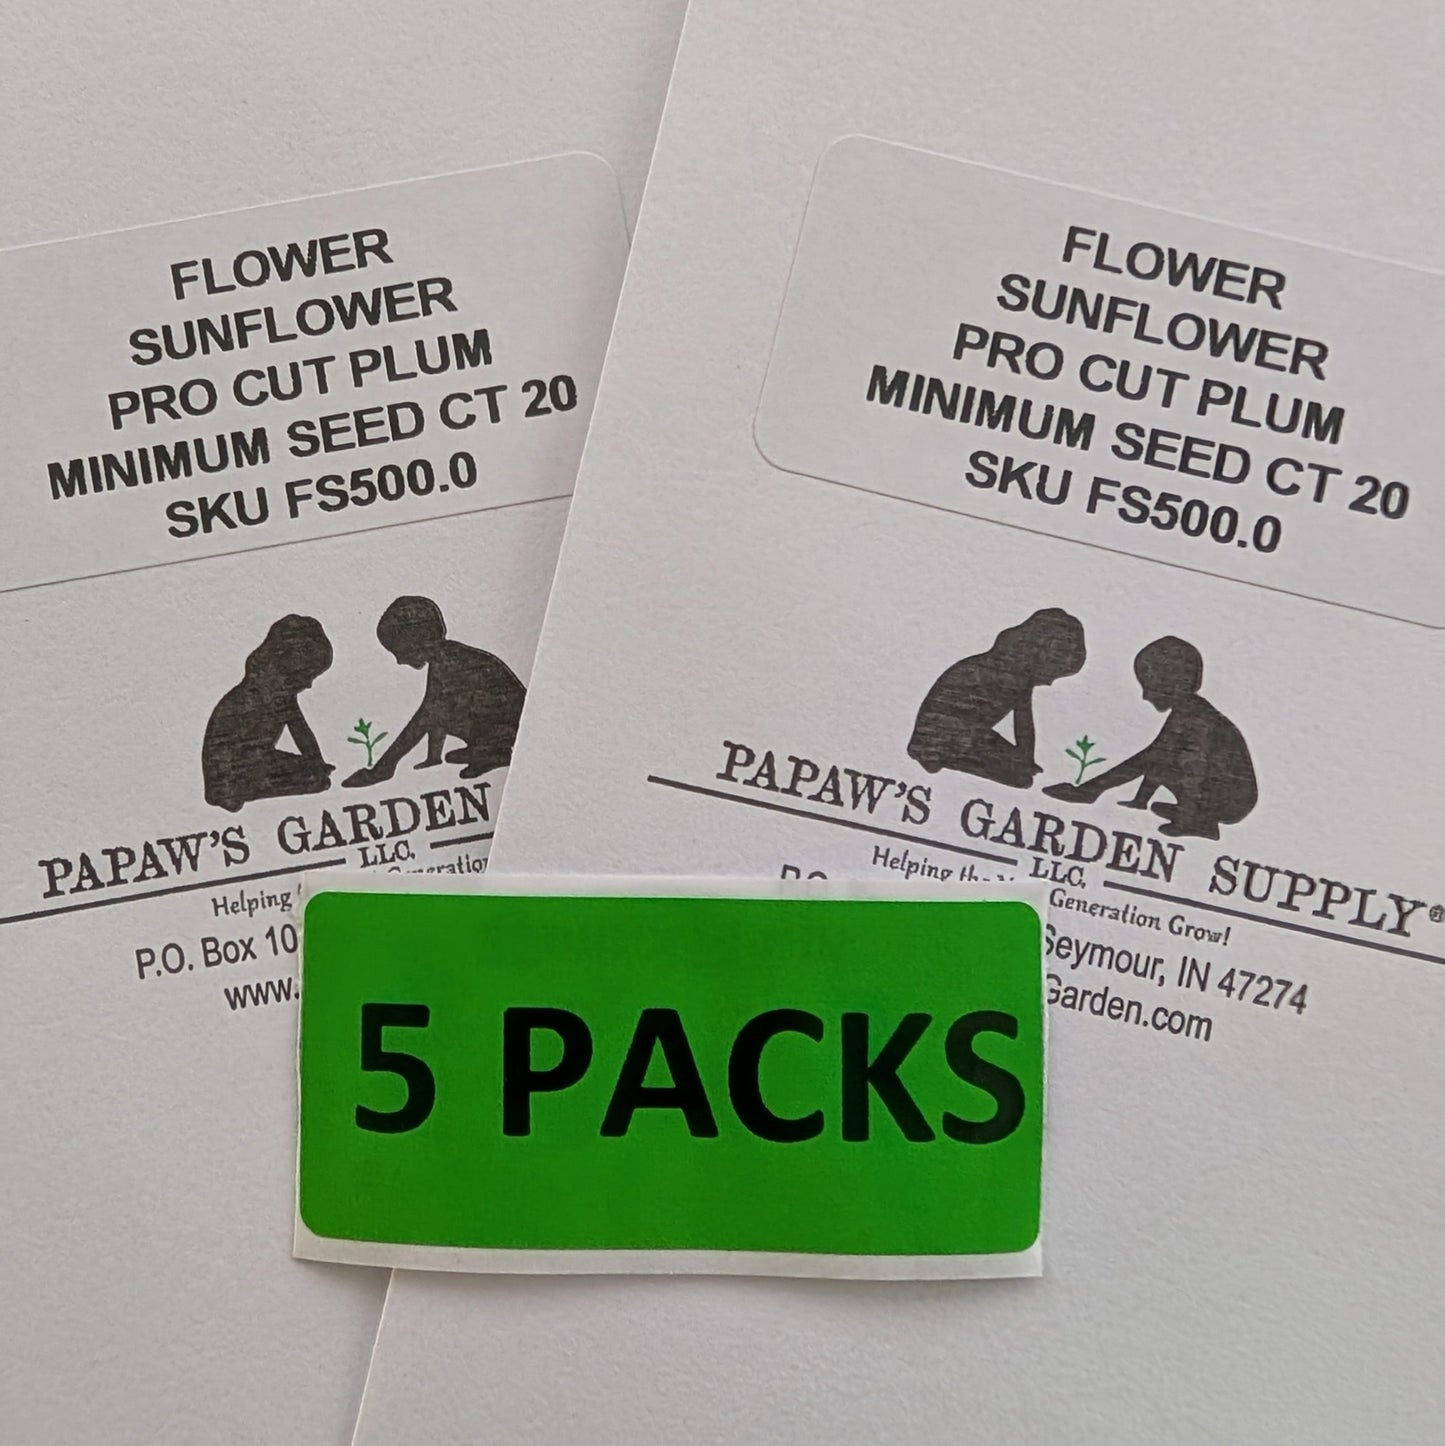 FLOWER
SUNFLOWER
PRO CUT PLUM
MINIMUM SEED CT 20
SKU FS500.0
PAPAW'S GARDEN
LLC.
Helping
P.O. Box 10
www.
FLOWER
SUNFLOWER
PRO CUT PLUM
MINIMUM SEED CT 20
SKU FS500.0
PAPAW'S GARDEN SUPPLY®
LLC.
Helping the Generation Grow!
Seymour, IN 47274
Garden.com
5 PACKS